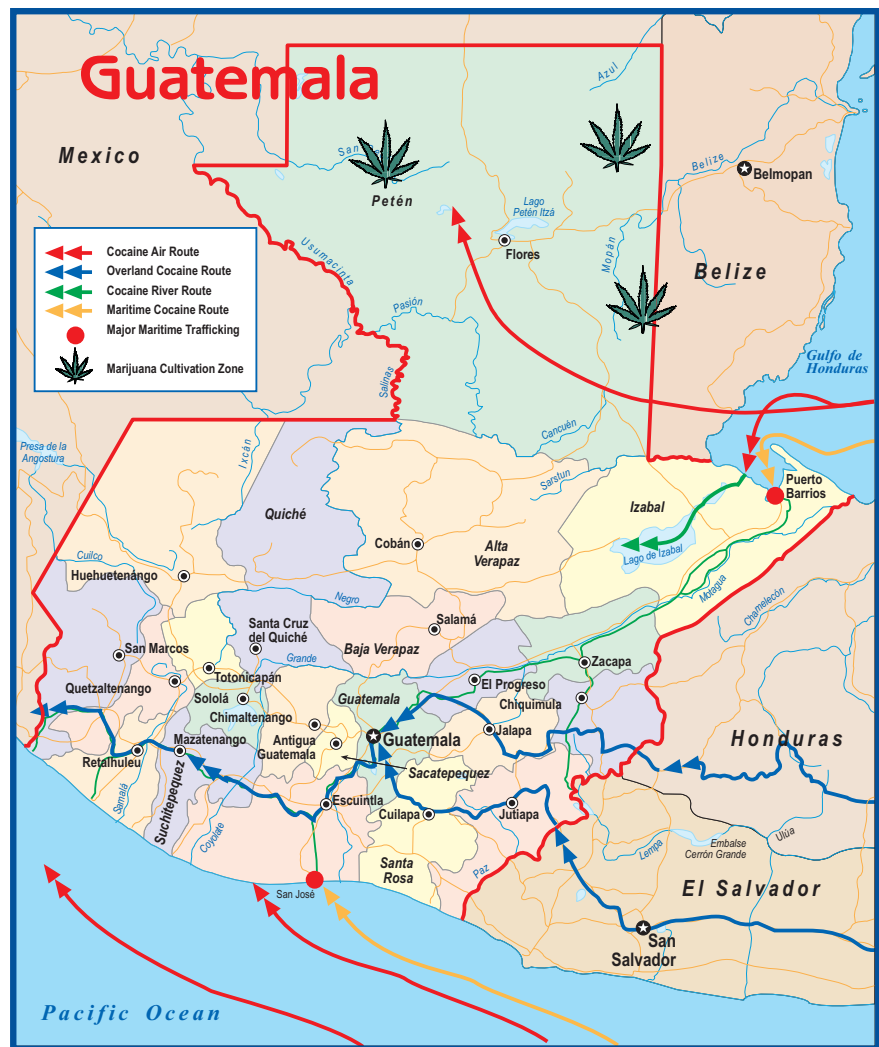 Guatemala
Mexico
Azul
San Pedro
Petén
Belize
Belmopan
Lago
Petén Itzà
Flores
Mopán
Belize
Cocaine Air Route
Overland Cocaine Route
Cocaine River Route
Maritime Cocaine Route
Major Maritime Trafficking
Marijuana Cultivation Zone
Usumacinta
Pasión
Salinas
Gulfo de
Honduras
Cancuén
Presa de la
Angostura
Ixcán
Sarstun
Puerto
Barrios
Izabal
Quiché
Cobán
Alta
Verapaz
Lago de Izabal
Cuilco
Huehuetenángo
Negro
Motagua
Chamelecón
Santa Cruz
del Quiché
Salamá
Baja Verapaz
San Marcos
Totonicapán
Grande
Zacapa
Quetzaltenango
Sololá
Guatemala
El Progreso
Chiquimula
Chimaltenango
Mazatenango
Antigua
Guatemala
Guatemala
Jalapa
Honduras
Retalhuleu
Sacatepequez
Suchitepequez
Samalá
Coyolate
Escuintla
Cuilapa
Jutiapa
Ulúa
Lempa
Embalse
Cerrón Grande
Santa
Rosa
Paz
San José
El Salvador
San
Salvador
Pacific Ocean